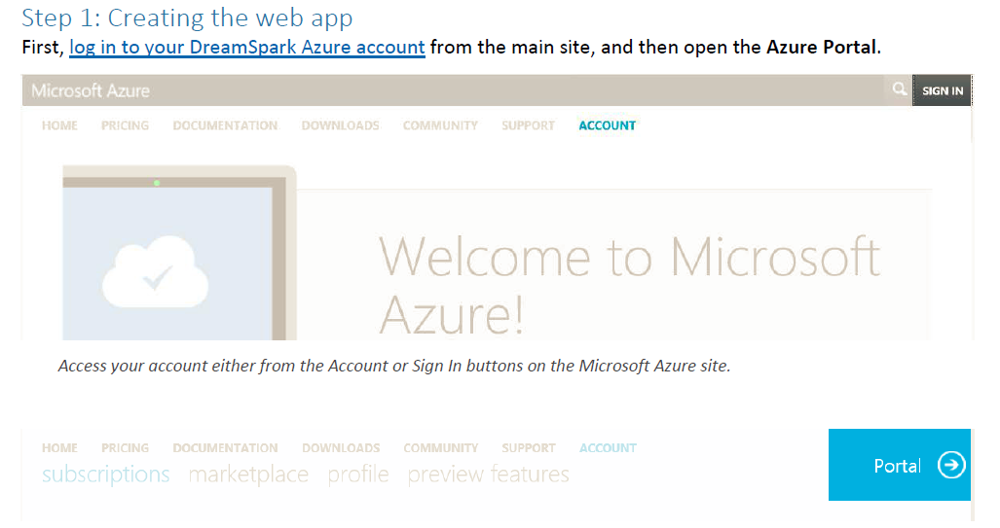 Step 1: Creating the web app
First, log in to your DreamSpark Azure account from the main site, and then open the Azure Portal.
Microsoft Azure SIGN IN
HOME PRICING DOCUMENTATION DOWNLOADS COMMUNITY SUPPORT ACCOUNT
Welcome to Microsoft
Azure!
Access your account either from the Account or Sign In buttons on the Microsoft Azure site.
HOME PRICING DOCUMENTATION DOWNLOADS COMMUNITY SUPPORT ACCOUNT
subscriptions marketplace profile preview features
Portal